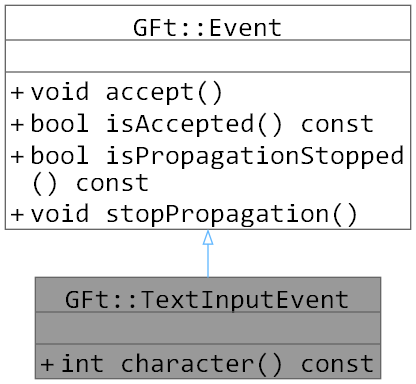 GFt::Event
+ void accept()
+ bool isAccepted() const
+ bool isPropagationStopped
() const
+ void stopPropagation()
GFt::TextInputEvent
+ int character() const